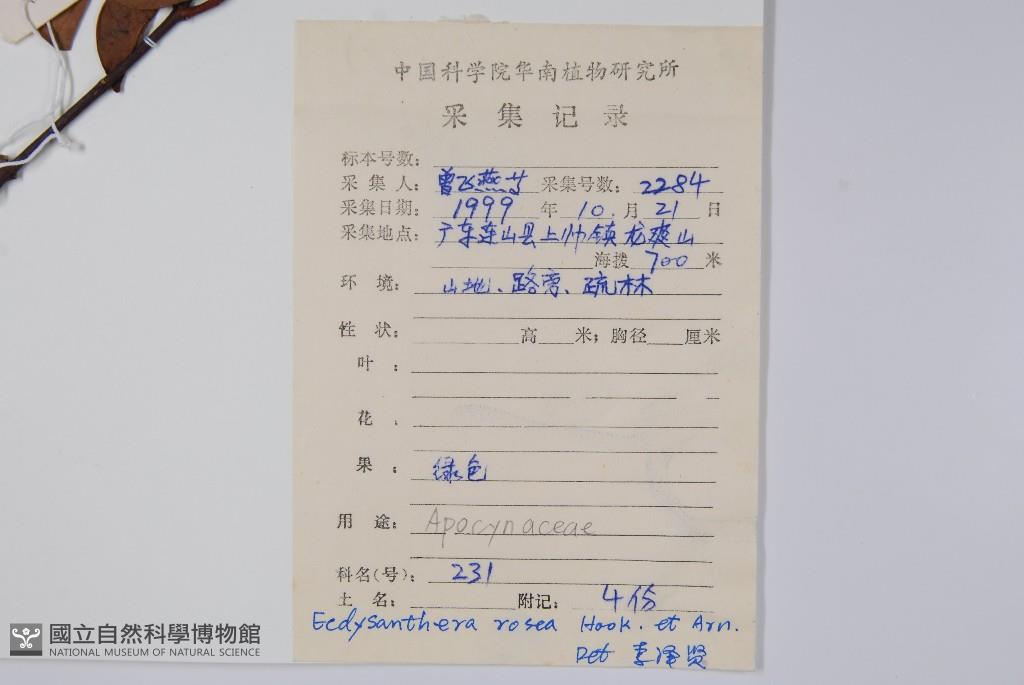 中国科学院华南植物研究所
采集记录
标本号数：
采集人： 曾飞燕等 采集号数： 2284
采集日期： 1999 年 10. 月 21 日
采集地点： 广东连山县上帅镇龙爽山
海拨 700 米
环境： 山地、路旁、疏林
性状： 高 米；胸径 厘米
叶：
花：
果： 绿色
用途： Apocynaceae
科名(号)： 231
土名： 附记： 4份
Ecdysanthera rosea Hook. et Arn.
Det 李泽贤
國立自然科學博物館
NATIONAL MUSEUM OF NATURAL SCIENCE